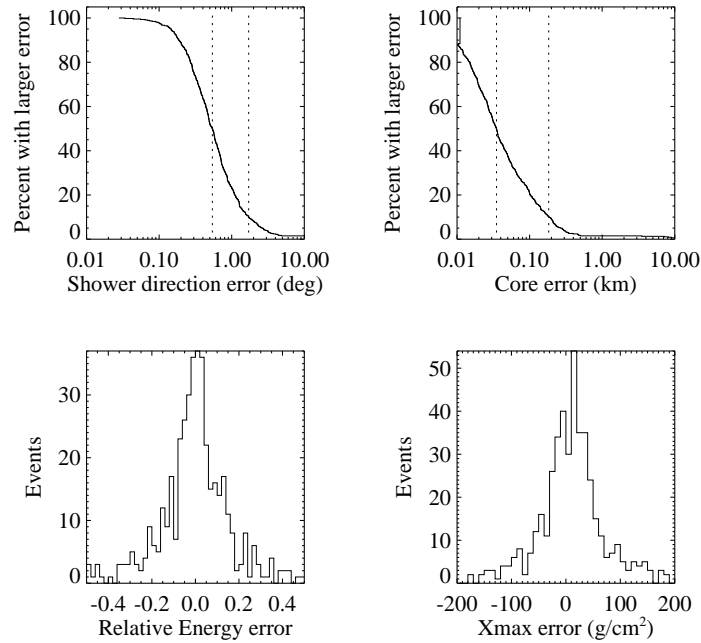 Percent with larger error
100
80
60
40
20
0
0.01 0.10 1.00 10.00
Shower direction error (deg)
Percent with larger error
100
80
60
40
20
0
0.01 0.10 1.00 10.00
Core error (km)
Events
30
20
10
0
-0.4 -0.2 0.0 0.2 0.4
Relative Energy error
Events
50
40
30
20
10
0
-200 -100 0 100 200
Xmax error (g/cm²)